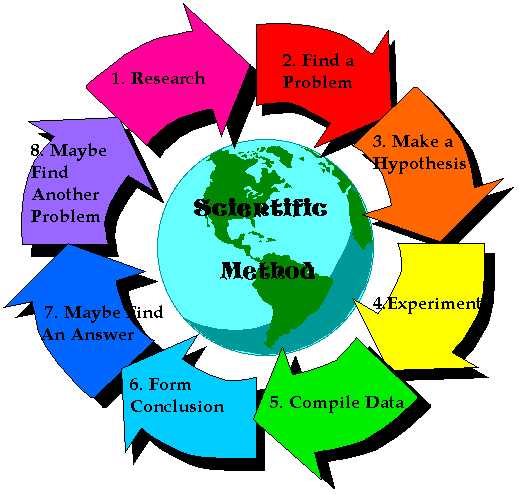 Scientific
Method
1. Research
2. Find a
Problem
3. Make a
Hypothesis
4.Experiment
5. Compile Data
6. Form
Conclusion
7. Maybe Find
An Answer
8. Maybe
Find
Another
Problem